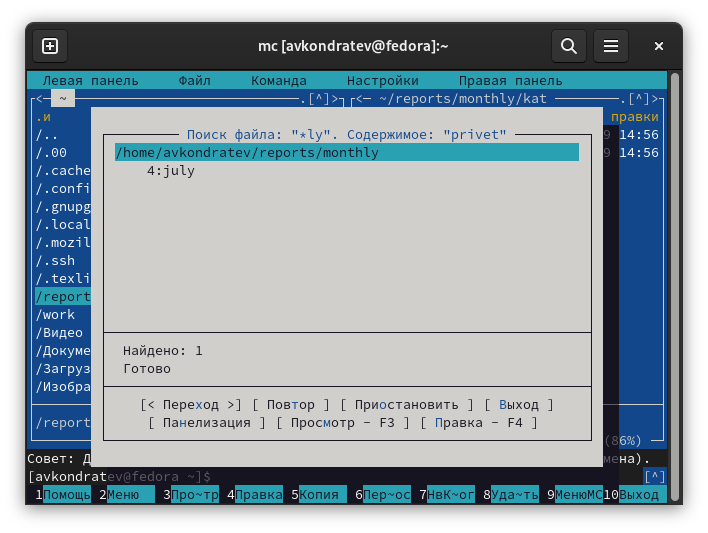 mc [avkondratev@fedora]:~
Левая панель Файл Команда Настройки Правая панель
<─ ~ .[^]> <─ ~/reports/monthly/kat .[^]>
.и правки
/.. 9 14:56
/.00 9 14:56
/.cache
/.confi
/.gnupg
/.local
/.mozil
/.ssh
/.texli
/report
/work
/Видео
/Докуме
/Загруз
/Изобра
/report
(86%)
Поиск файла: "*ly". Содержимое: "privet"
/home/avkondratev/reports/monthly
4:july
Найдено: 1
Готово
[< Переход >] [ Повтор ] [ Приостановить ] [ Выход ]
[ Панелизация ] [ Просмотр - F3 ] [ Правка - F4 ]
Совет: Д мена).
[avkondratev@fedora ~]$ [^]
1Помощь 2Меню 3Про~тр 4Правка 5Копия 6Пер~ос 7НвК~ог 8Уда~ть 9МенюMC 10Выход